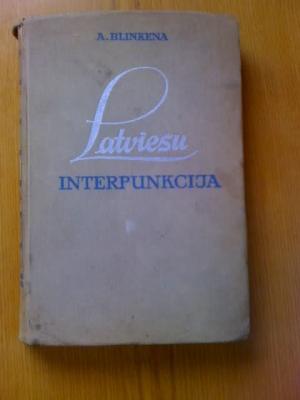 A. BLINKENA
Latviešu
INTERPUNKCIJA